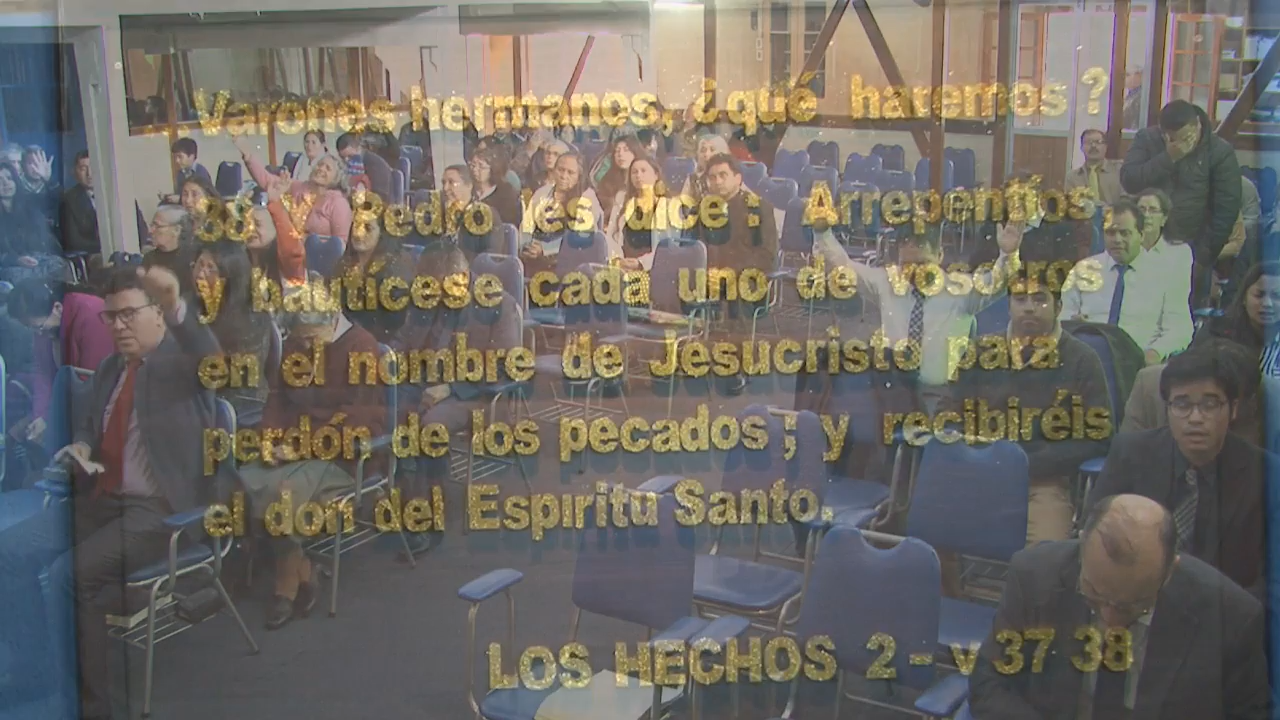 Varones hermanos, ¿qué haremos?
38 Y Pedro les dice: Arrepentíos,
y bautícese cada uno de vosotros
en el nombre de Jesucristo para
perdón de los pecados; y recibiréis
el don del Espíritu Santo.
LOS HECHOS 2 - v 37 38